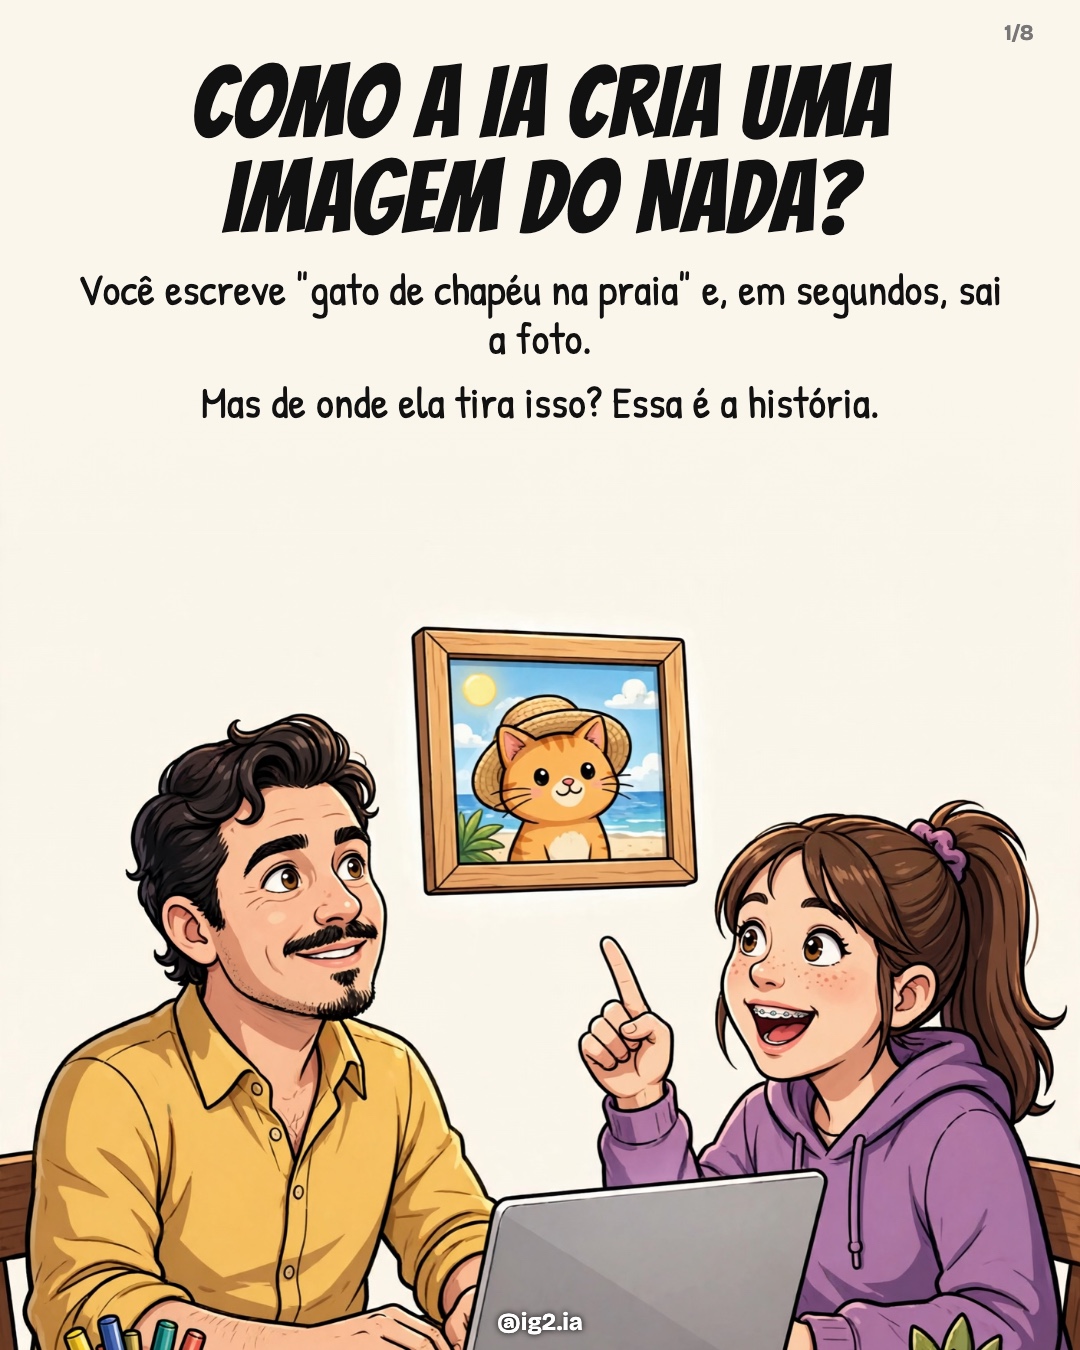 1/8
COMO A IA CRIA UMA
IMAGEM DO NADA?
Você escreve "gato de chapéu na praia" e, em segundos, sai
a foto.
Mas de onde ela tira isso? Essa é a história.
@ig2.ia